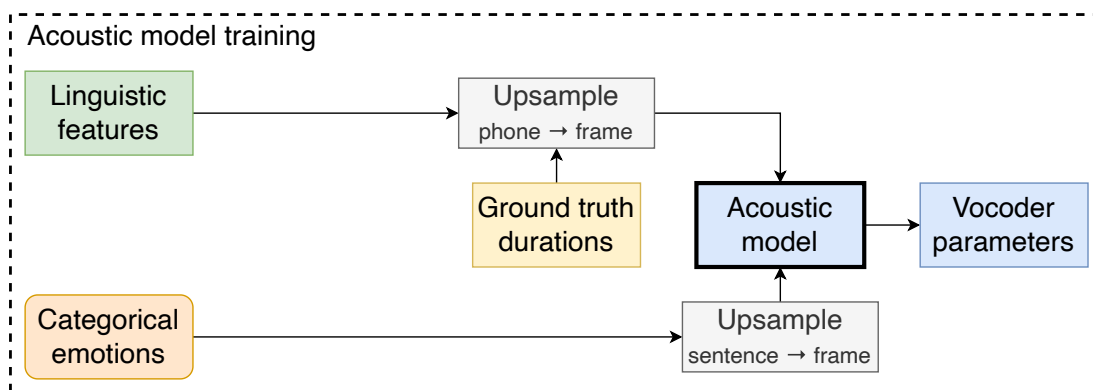 Acoustic model training
Linguistic
features
Upsample
phone → frame
Ground truth
durations
Acoustic
model
Vocoder
parameters
Categorical
emotions
Upsample
sentence → frame